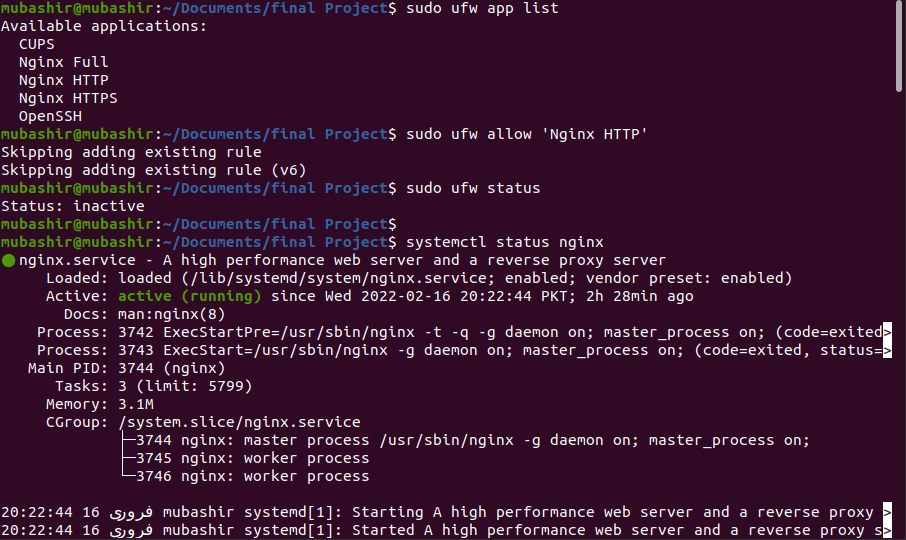 mubashir@mubashir:~/Documents/final Project$ sudo ufw app list
Available applications:
  CUPS
  Nginx Full
  Nginx HTTP
  Nginx HTTPS
  OpenSSH
mubashir@mubashir:~/Documents/final Project$ sudo ufw allow 'Nginx HTTP'
Skipping adding existing rule
Skipping adding existing rule (v6)
mubashir@mubashir:~/Documents/final Project$ sudo ufw status
Status: inactive
mubashir@mubashir:~/Documents/final Project$
mubashir@mubashir:~/Documents/final Project$ systemctl status nginx
● nginx.service - A high performance web server and a reverse proxy server
     Loaded: loaded (/lib/systemd/system/nginx.service; enabled; vendor preset: enabled)
     Active: active (running) since Wed 2022-02-16 20:22:44 PKT; 2h 28min ago
       Docs: man:nginx(8)
    Process: 3742 ExecStartPre=/usr/sbin/nginx -t -q -g daemon on; master_process on; (code=exited>
    Process: 3743 ExecStart=/usr/sbin/nginx -g daemon on; master_process on; (code=exited, status=>
   Main PID: 3744 (nginx)
      Tasks: 3 (limit: 5799)
     Memory: 3.1M
     CGroup: /system.slice/nginx.service
             ├─3744 nginx: master process /usr/sbin/nginx -g daemon on; master_process on;
             ├─3745 nginx: worker process
             └─3746 nginx: worker process
20:22:44 16 فروری mubashir systemd[1]: Starting A high performance web server and a reverse proxy >
20:22:44 16 فروری mubashir systemd[1]: Started A high performance web server and a reverse proxy s>